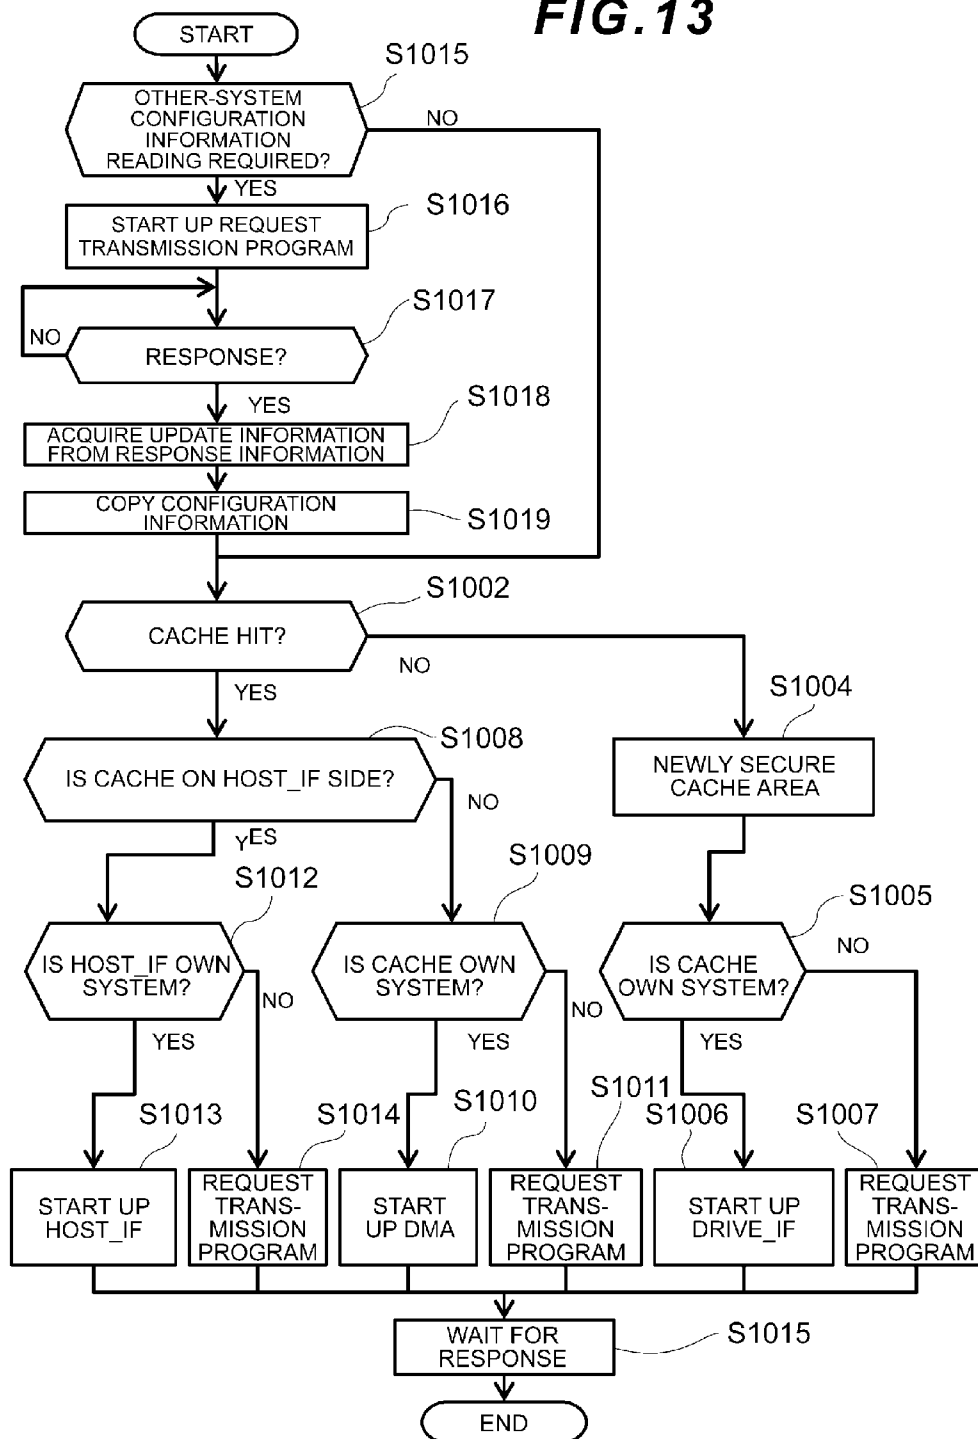 FIG.13
START
S1015
OTHER-SYSTEM
CONFIGURATION
INFORMATION
READING REQUIRED?
NO
YES
S1016
START UP REQUEST
TRANSMISSION PROGRAM
S1017
NO
RESPONSE?
YES
S1018
ACQUIRE UPDATE INFORMATION
FROM RESPONSE INFORMATION
COPY CONFIGURATION
INFORMATION
S1019
S1002
CACHE HIT?
NO
YES
S1004
S1008
NEWLY SECURE
CACHE AREA
IS CACHE ON HOST_IF SIDE?
NO
YES
S1012
S1009
S1005
IS HOST_IF OWN
SYSTEM?
NO
YES
IS CACHE OWN
SYSTEM?
NO
YES
IS CACHE
OWN SYSTEM?
NO
YES
S1013
S1014
S1010
S1011
S1006
S1007
START UP
HOST_IF
REQUEST
TRANS-
MISSION
PROGRAM
START
UP DMA
REQUEST
TRANS-
MISSION
PROGRAM
START UP
DRIVE_IF
REQUEST
TRANS-
MISSION
PROGRAM
WAIT FOR
RESPONSE
S1015
END